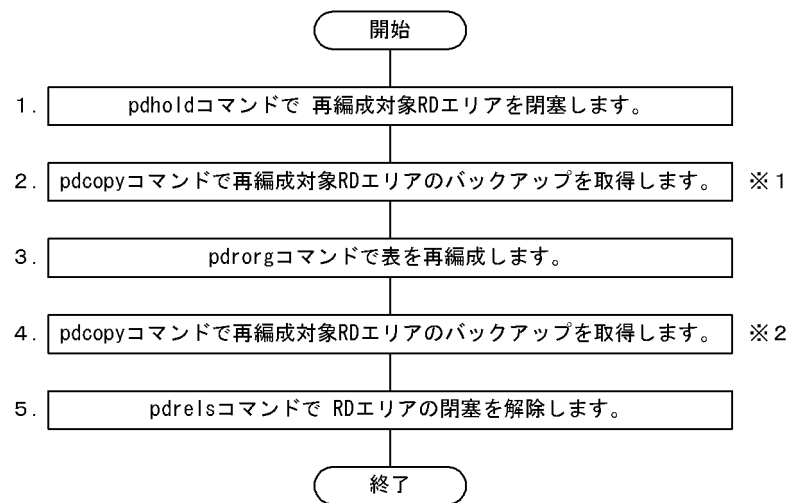 開始
1. pdholdコマンドで 再編成対象RDエリアを閉塞します。
2. pdcopyコマンドで再編成対象RDエリアのバックアップを取得します。 ※1
3. pdrorgコマンドで表を再編成します。
4. pdcopyコマンドで再編成対象RDエリアのバックアップを取得します。 ※2
5. pdrelsコマンドで RDエリアの閉塞を解除します。
終了